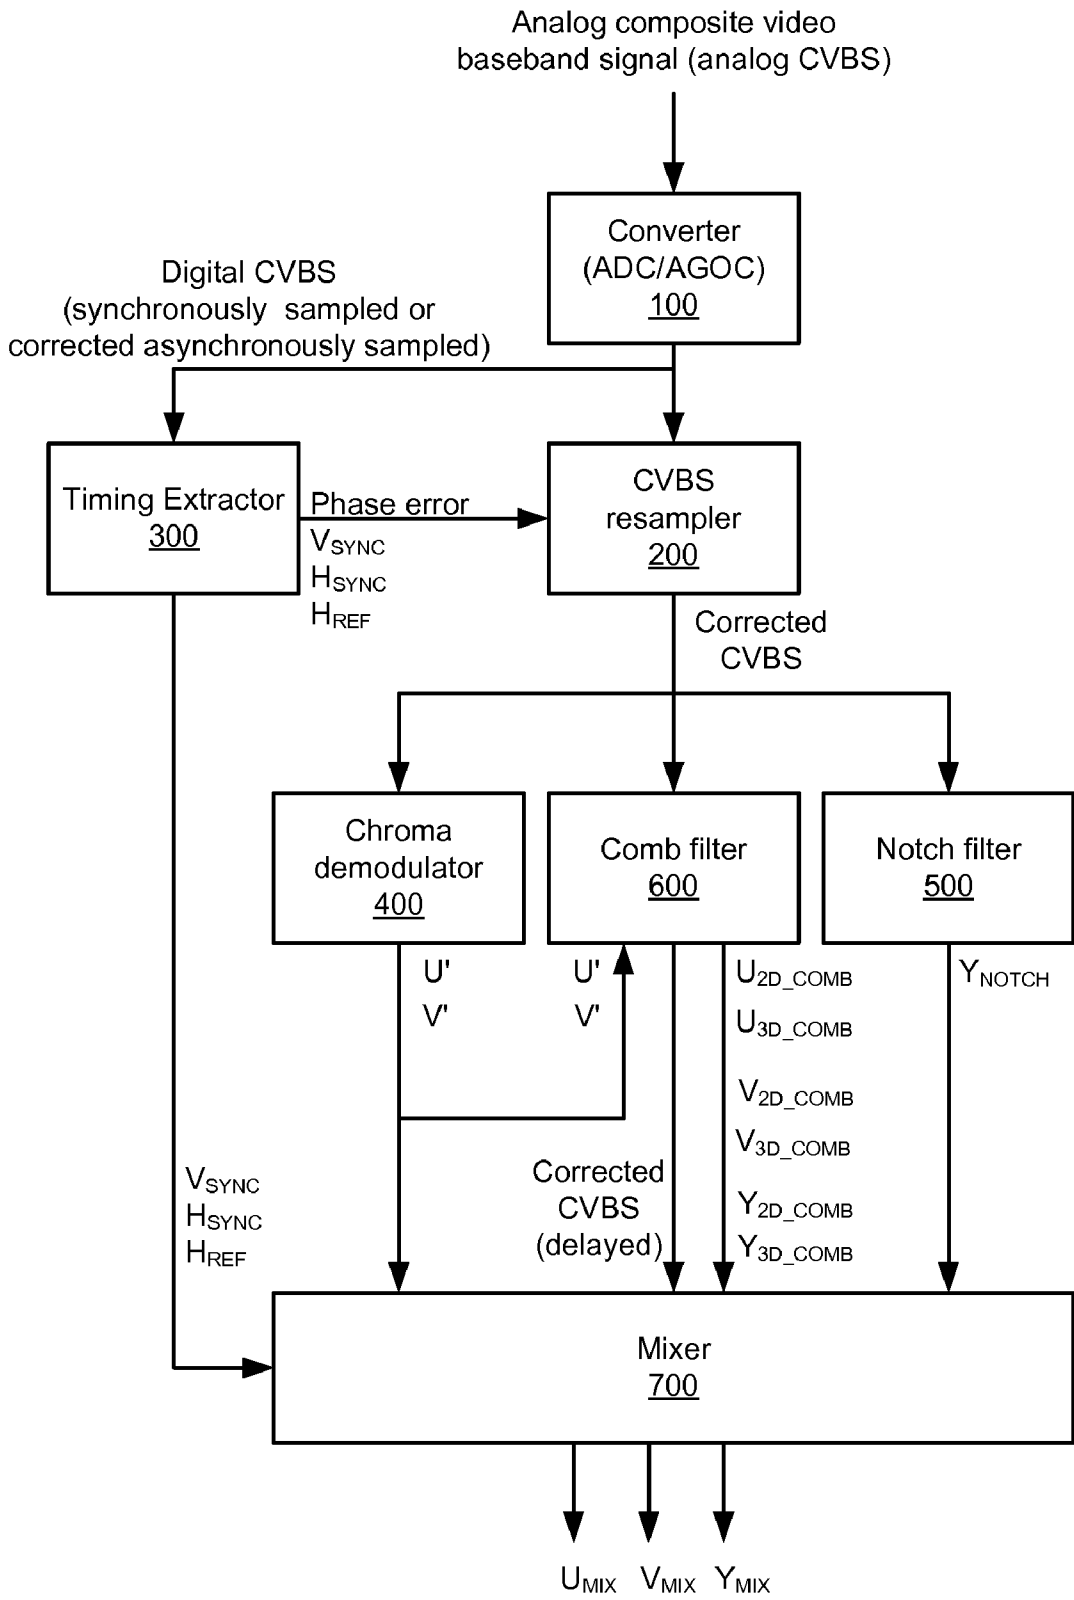 Analog composite video
baseband signal (analog CVBS)
Converter
(ADC/AGOC)
100
Digital CVBS
(synchronously sampled or
corrected asynchronously sampled)
Timing Extractor
300
Phase error
VSYNC
HSYNC
HREF
CVBS
resampler
200
Corrected
CVBS
Chroma
demodulator
400
Comb filter
600
Notch filter
500
U'
V'
U'
V'
U2D_COMB
U3D_COMB
V2D_COMB
V3D_COMB
Y2D_COMB
Y3D_COMB
YNOTCH
Corrected
CVBS
(delayed)
VSYNC
HSYNC
HREF
Mixer
700
UMIX VMIX YMIX